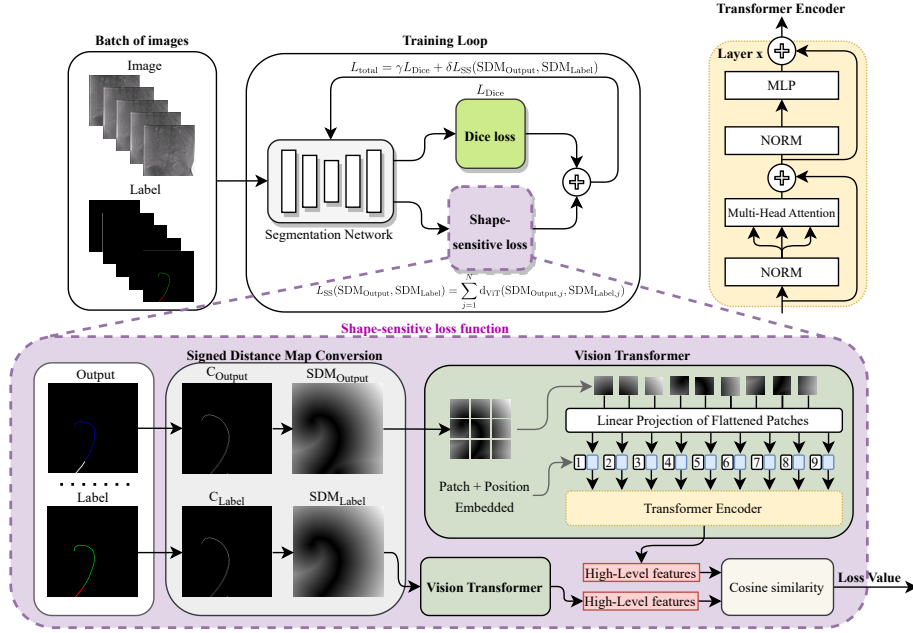 Batch of images
Image
Label
Training Loop
L_total = γL_Dice + δL_SS(SDM_Output, SDM_Label)
L_Dice
Dice loss
Shape-
sensitive loss
Segmentation Network
L_SS(SDM_Output, SDM_Label) = ∑_{j=1}^{N} d_ViT(SDM_Output,j, SDM_Label,j)
Transformer Encoder
Layer x
MLP
NORM
Multi-Head Attention
NORM
Shape-sensitive loss function
Signed Distance Map Conversion
Output
C_Output
SDM_Output
Label
C_Label
SDM_Label
Vision Transformer
Linear Projection of Flattened Patches
1 2 3 4 5 6 7 8 9
Patch + Position
Embedded
Transformer Encoder
Vision Transformer
High-Level features
High-Level features
Cosine similarity
Loss Value